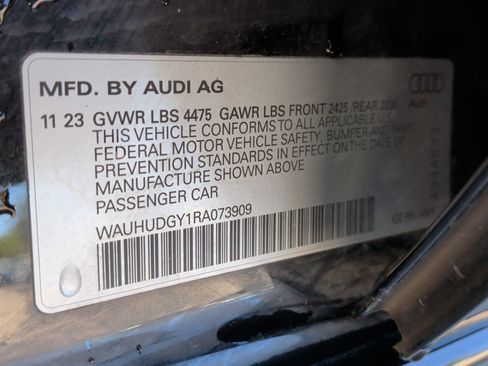 MFD. BY AUDI AG
11 23 GVWR LBS 4475 GAWR LBS FRONT 2425 /REAR
THIS VEHICLE CONFORMS TO ALL APPLICABLE U.S.
FEDERAL MOTOR VEHICLE SAFETY, BUMPER AND THEFT
PREVENTION STANDARDS IN EFFECT ON THE DATE OF
MANUFACTURE SHOWN ABOVE
PASSENGER CAR
WAUHUDGY1RA073909
Audi
GERMANY